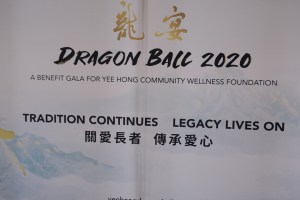 龍宴
DRAGON BALL 2020
A BENEFIT GALA FOR YEE HONG COMMUNITY WELLNESS FOUNDATION
TRADITION CONTINUES LEGACY LIVES ON
關愛長者 傳承愛心